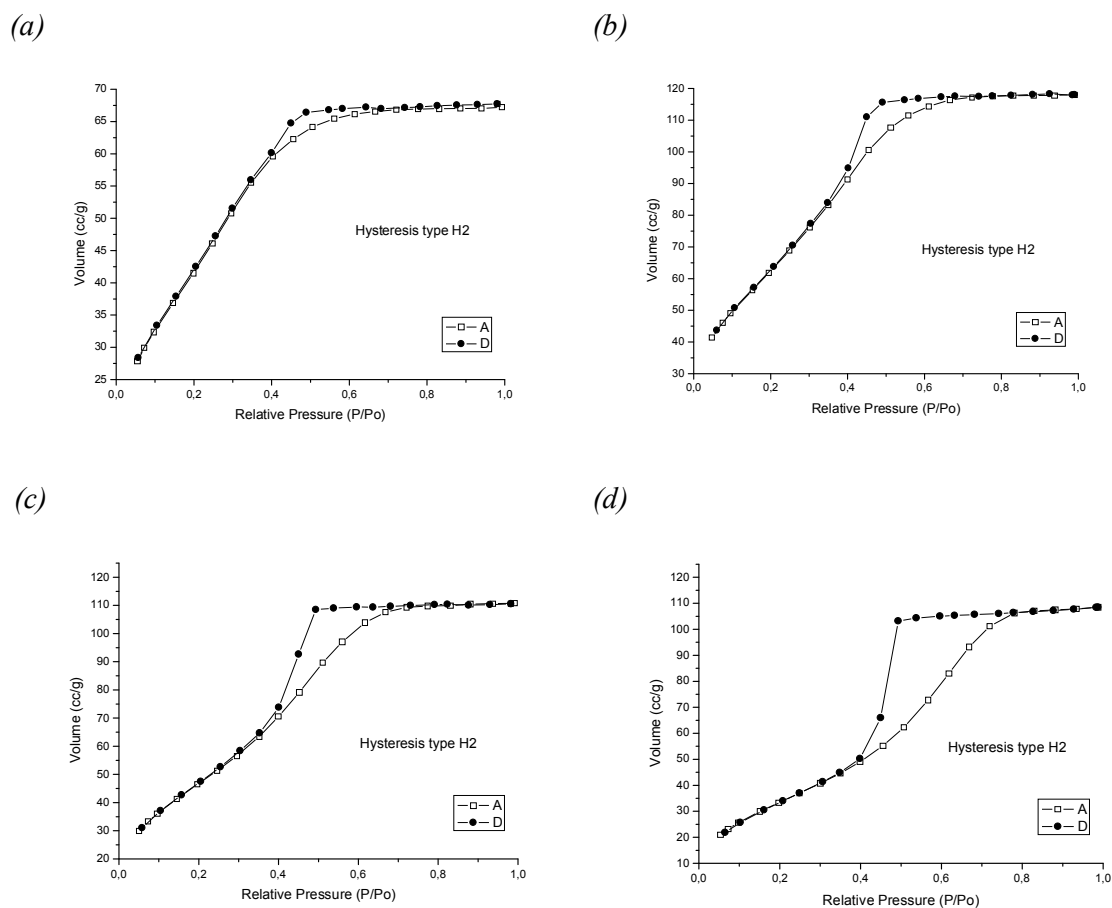 (a)
70
65
60
55
50
45
40
35
30
25
0,0 0,2 0,4 0,6 0,8 1,0
Volume (cc/g)
Relative Pressure (P/Po)
Hysteresis type H2
A
D
(b)
120
110
100
90
80
70
60
50
40
30
0,0 0,2 0,4 0,6 0,8 1,0
Volume (cc/g)
Relative Pressure (P/Po)
Hysteresis type H2
A
D
(c)
120
110
100
90
80
70
60
50
40
30
20
0,0 0,2 0,4 0,6 0,8 1,0
Volume (cc/g)
Relative Pressure (P/Po)
Hysteresis type H2
A
D
(d)
120
110
100
90
80
70
60
50
40
30
20
10
0,0 0,2 0,4 0,6 0,8 1,0
Volume (cc/g)
Relative Pressure (P/Po)
Hysteresis type H2
A
D